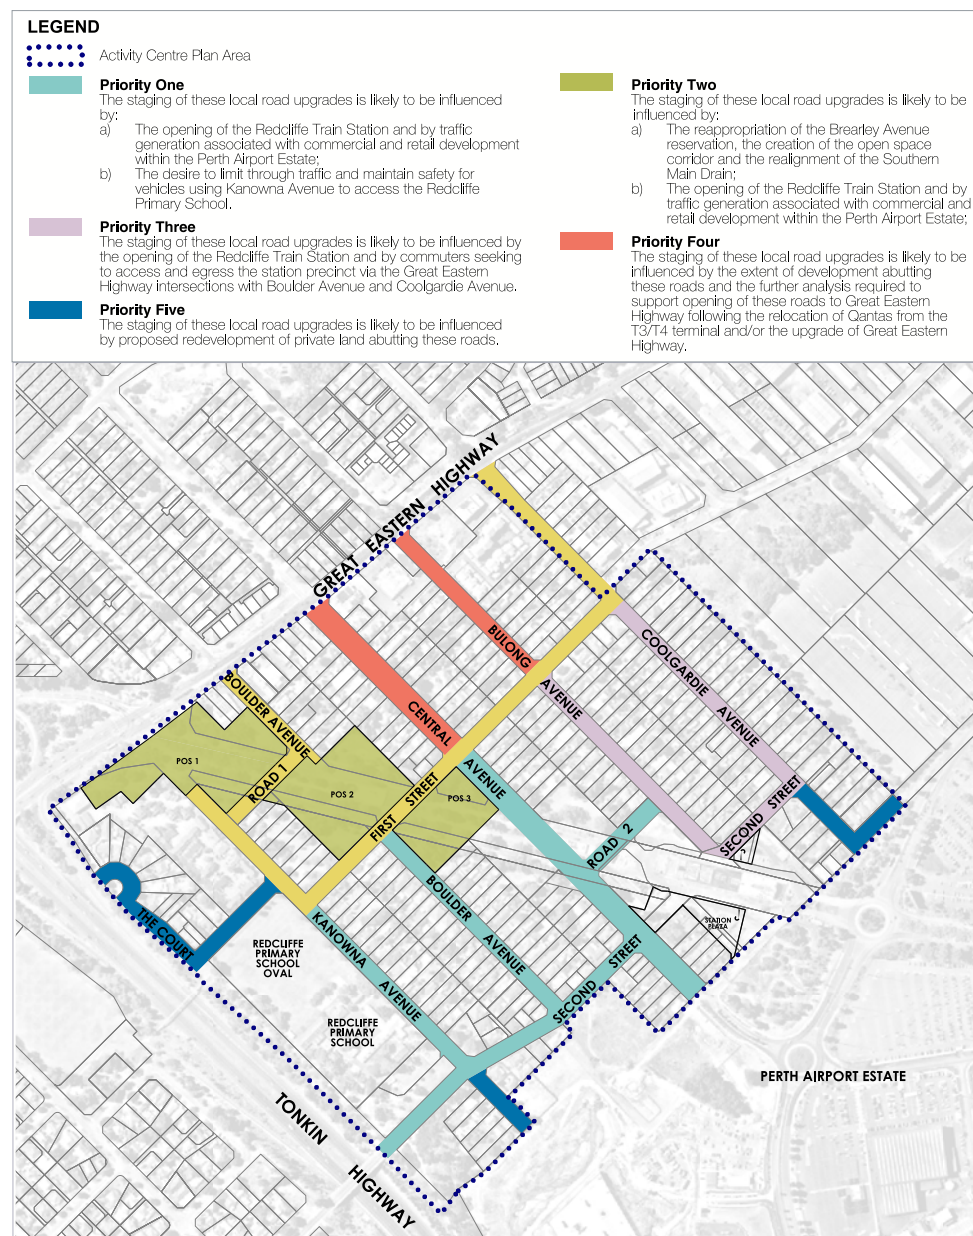 LEGEND
Activity Centre Plan Area
Priority One
The staging of these local road upgrades is likely to be influenced
by:
a) The opening of the Redcliffe Train Station and by traffic
generation associated with commercial and retail development
within the Perth Airport Estate;
b) The desire to limit through traffic and maintain safety for
vehicles using Kanowna Avenue to access the Redcliffe
Primary School.
Priority Three
The staging of these local road upgrades is likely to be influenced by
the opening of the Redcliffe Train Station and by commuters seeking
to access and egress the station precinct via the Great Eastern
Highway intersections with Boulder Avenue and Coolgardie Avenue.
Priority Five
The staging of these local road upgrades is likely to be influenced
by proposed redevelopment of private land abutting these roads.
Priority Two
The staging of these local road upgrades is likely to be
influenced by:
a) The reappropriation of the Brearley Avenue
reservation, the creation of the open space
corridor and the realignment of the Southern
Main Drain;
b) The opening of the Redcliffe Train Station and by
traffic generation associated with commercial and
retail development within the Perth Airport Estate;
Priority Four
The staging of these local road upgrades is likely to be
influenced by the extent of development abutting
these roads and the further analysis required to
support opening of these roads to Great Eastern
Highway following the relocation of Qantas from the
T3/T4 terminal and/or the upgrade of Great Eastern
Highway.
GREAT EASTERN HIGHWAY
BULONG AVENUE
COOLGARDIE AVENUE
BOULDER AVENUE
CENTRAL AVENUE
POS 1
ROAD 1
POS 2
FIRST STREET
POS 3
ROAD 2
SECOND STREET
BOULDER AVENUE
KANOWNA AVENUE
THE COURT
STATION
PLAZA
SECOND STREET
REDCLIFFE
PRIMARY
SCHOOL
OVAL
REDCLIFFE
PRIMARY
SCHOOL
PERTH AIRPORT ESTATE
TONKIN HIGHWAY